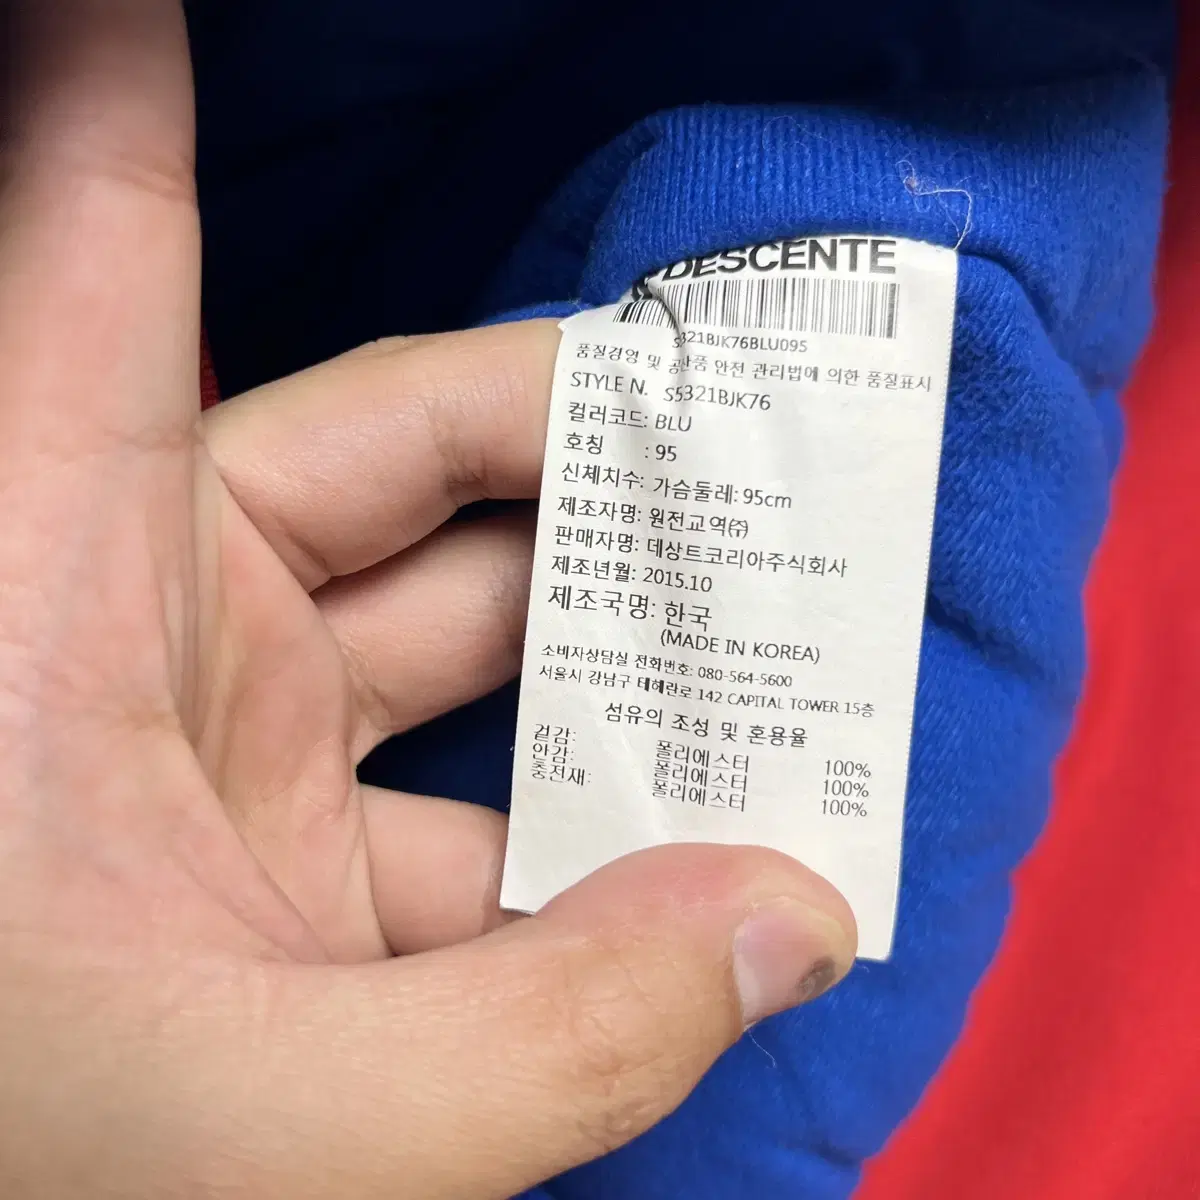 DESCENTE
S5321BJK76BLU095
품질경영 및 공산품 안전 관리법에 의한 품질표시
STYLE N. S5321BJK76
컬러코드: BLU
호칭 : 95
신체치수: 가슴둘레: 95cm
제조자명: 원전교역㈜
판매자명: 데상트코리아주식회사
제조년월: 2015.10
제조국명: 한국
(MADE IN KOREA)
소비자상담실 전화번호: 080-564-5600
서울시 강남구 테헤란로 142 CAPITAL TOWER 15층
섬유의 조성 및 혼용율
겉감: 폴리에스터 100%
안감: 폴리에스터 100%
충전재: 폴리에스터 100%